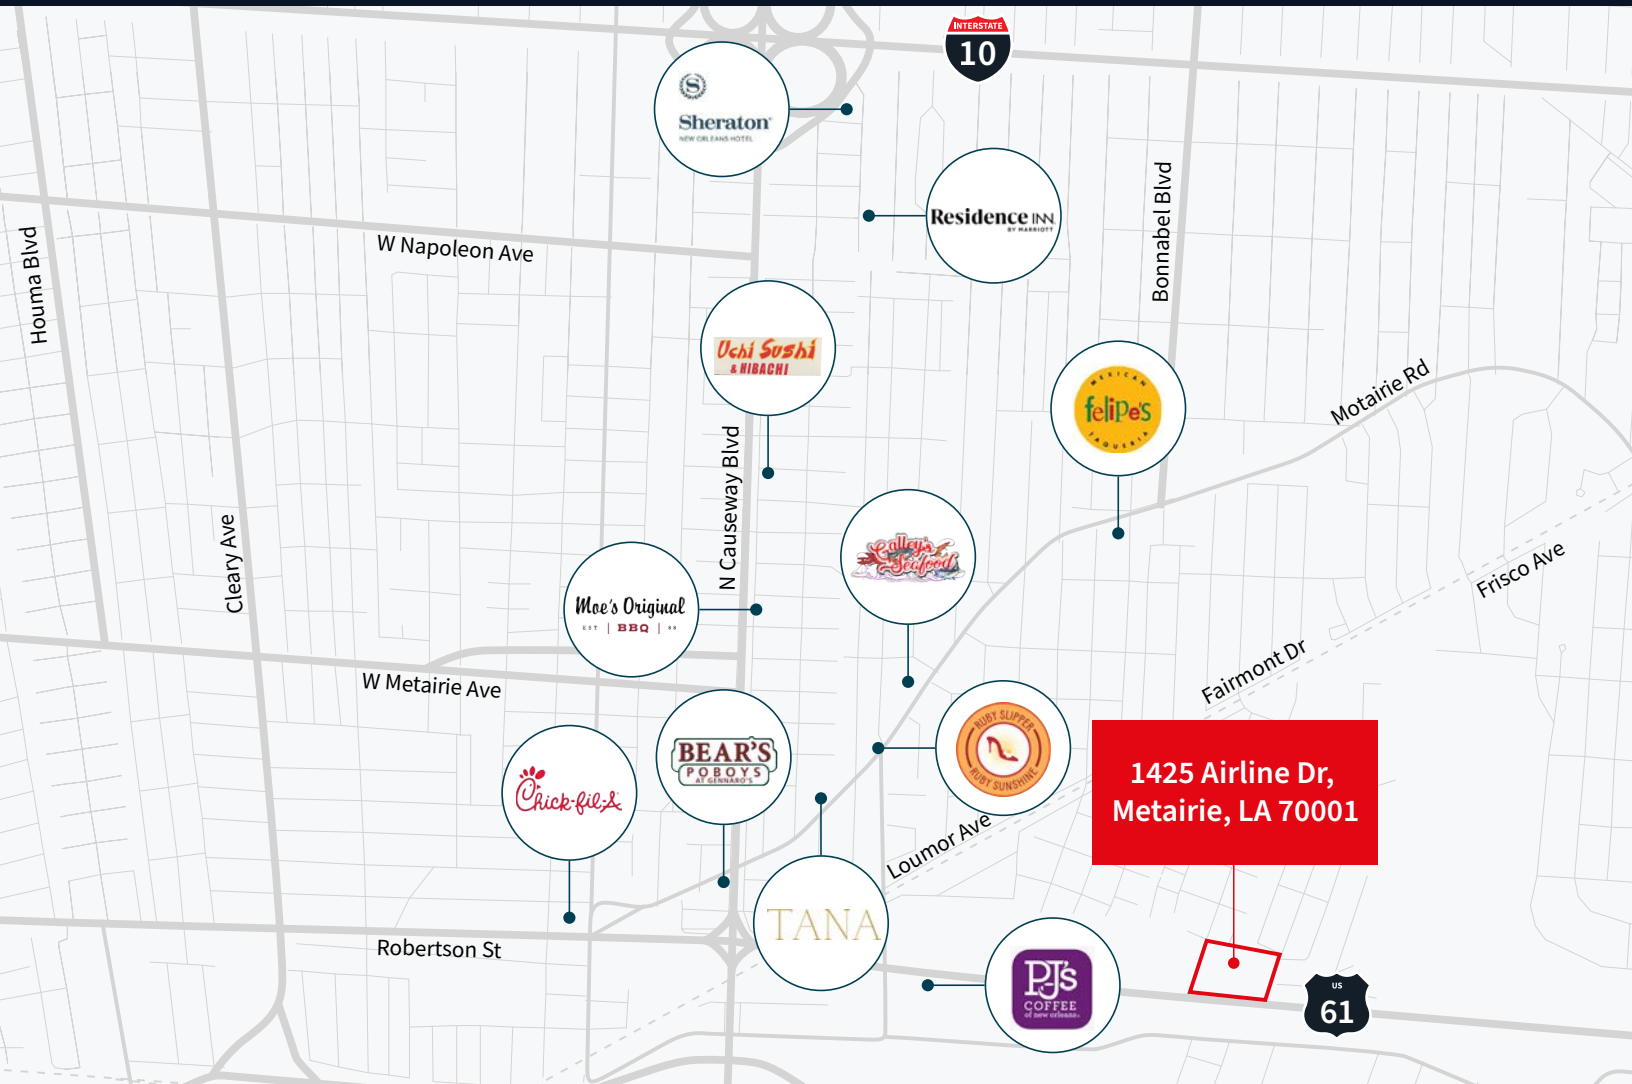 INTERSTATE
10
S
Sheraton
NEW ORLEANS HOTEL
Residence INN
BY MARRIOTT
Bonnabel Blvd
Houma Blvd
W Napoleon Ave
Uchi Sushi
& HIBACHI
MEXICAN
felipe's
TAQUERIA
Motairie Rd
N Causeway Blvd
Cleary Ave
Galley's
Seafood
Frisco Ave
Moe's Original
EST | BBQ | 88
Fairmont Dr
W Metairie Ave
RUBY SLIPPER
RUBY SUNSHINE
BEAR'S
POBOYS
AT GENNARO'S
Chick-fil-A
1425 Airline Dr,
Metairie, LA 70001
Loumor Ave
TANA
Robertson St
PJ's
COFFEE
of new orleans
US
61